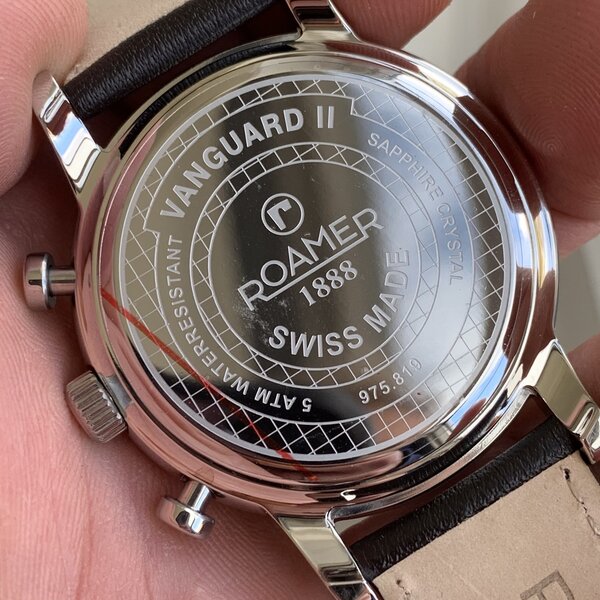 VANGUARD II
SAPPHIRE CRYSTAL
r
ROAMER
1888
SWISS MADE
5 ATM WATERRESISTANT
975.819